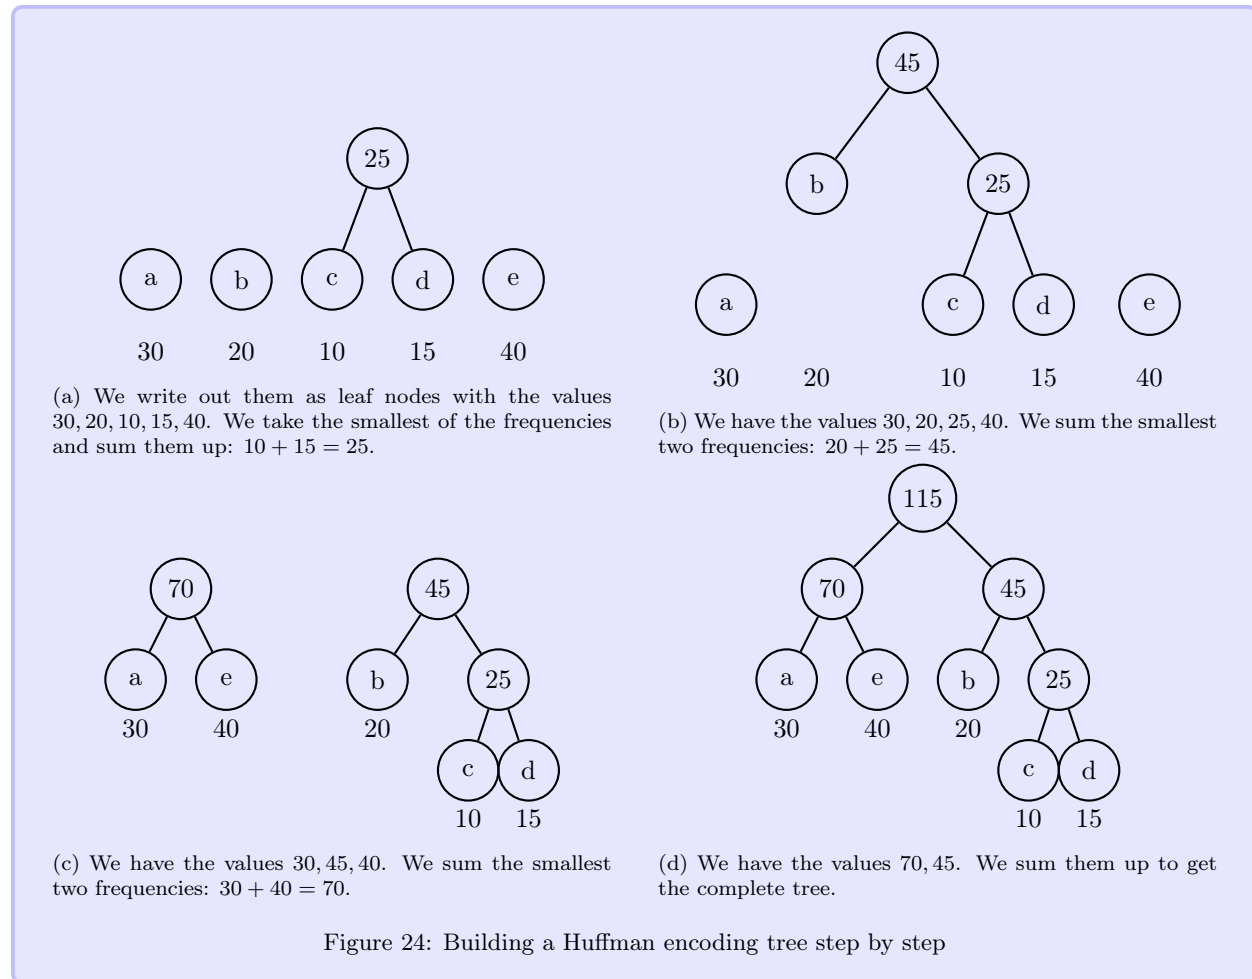 25
a b c d e
30 20 10 15 40
(a) We write out them as leaf nodes with the values
30, 20, 10, 15, 40. We take the smallest of the frequencies
and sum them up: 10 + 15 = 25.
45
b 25
a c d e
30 20 10 15 40
(b) We have the values 30, 20, 25, 40. We sum the smallest
two frequencies: 20 + 25 = 45.
70 45
a e b 25
30 40 20
c d
10 15
(c) We have the values 30, 45, 40. We sum the smallest
two frequencies: 30 + 40 = 70.
115
70 45
a e b 25
30 40 20
c d
10 15
(d) We have the values 70, 45. We sum them up to get
the complete tree.
Figure 24: Building a Huffman encoding tree step by step